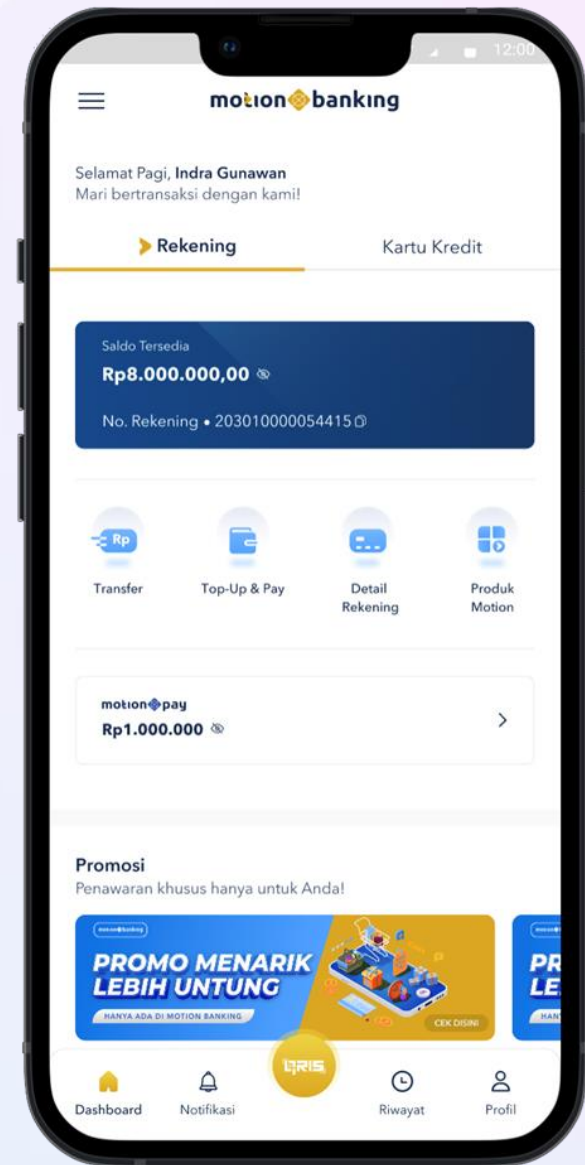 12:00
motion banking
Selamat Pagi, Indra Gunawan
Mari bertransaksi dengan kami!
Rekening
Kartu Kredit
Saldo Tersedia
Rp8.000.000,00
No. Rekening • 203010000054415
Rp
Transfer
Top-Up & Pay
Detail
Rekening
Produk
Motion
motion pay
Rp1.000.000
Promosi
Penawaran khusus hanya untuk Anda!
motion banking
PROMO MENARIK
LEBIH UNTUNG
HANYA ADA DI MOTION BANKING
CEK DISINI
PR
LE
HAN
QRIS
Dashboard
Notifikasi
Riwayat
Profil